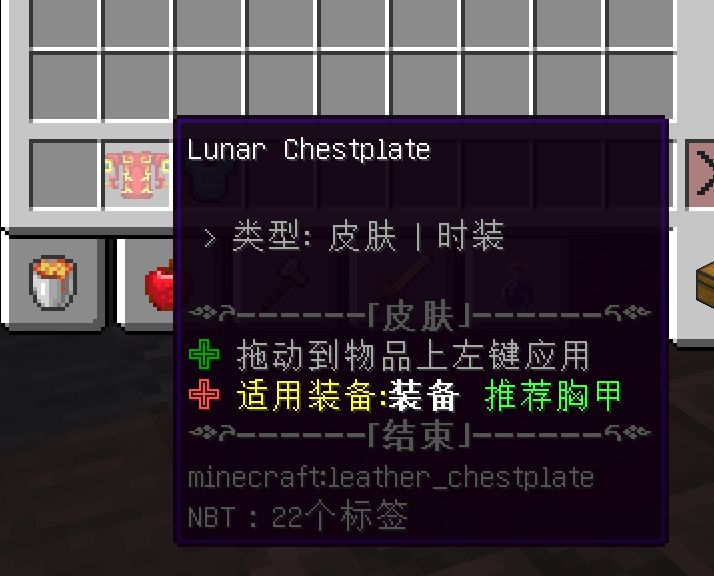 Lunar Chestplate
> 类型: 皮肤 | 时装
------「皮肤」------
拖动到物品上左键应用
适用装备:装备 推荐胸甲
------「结束」------
minecraft:leather_chestplate
NBT : 22个标签